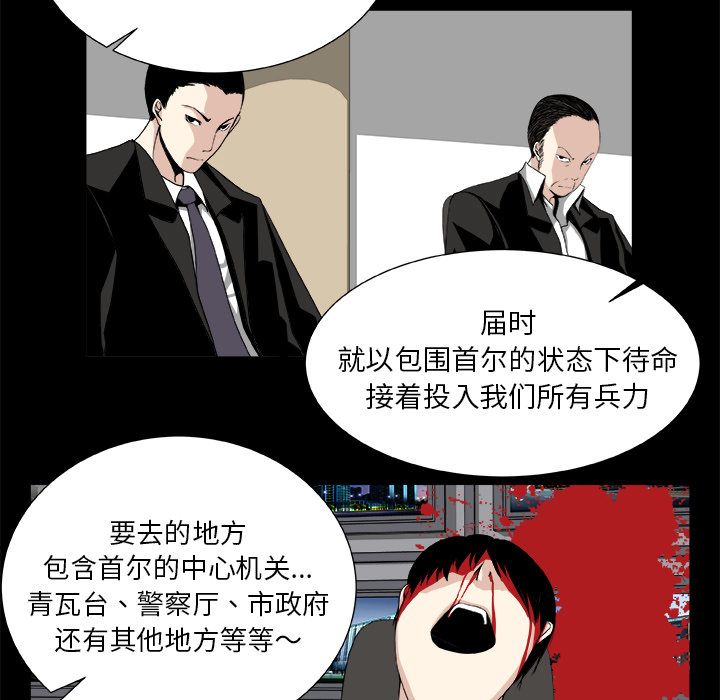 届时
就以包围首尔的状态下待命
接着投入我们所有兵力
要去的地方
包含首尔的中心机关...
青瓦台、警察厅、市政府
还有其他地方等等～